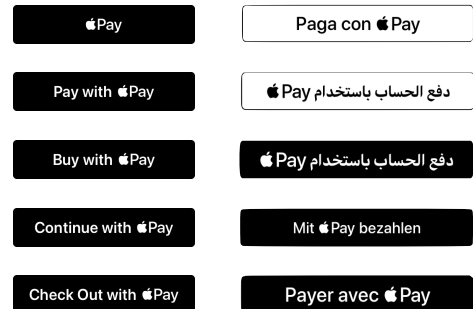 Pay
Paga con Pay
Pay with Pay
دفع الحساب باستخدام Pay
Buy with Pay
دفع الحساب باستخدام Pay
Continue with Pay
Mit Pay bezahlen
Check Out with Pay
Payer avec Pay